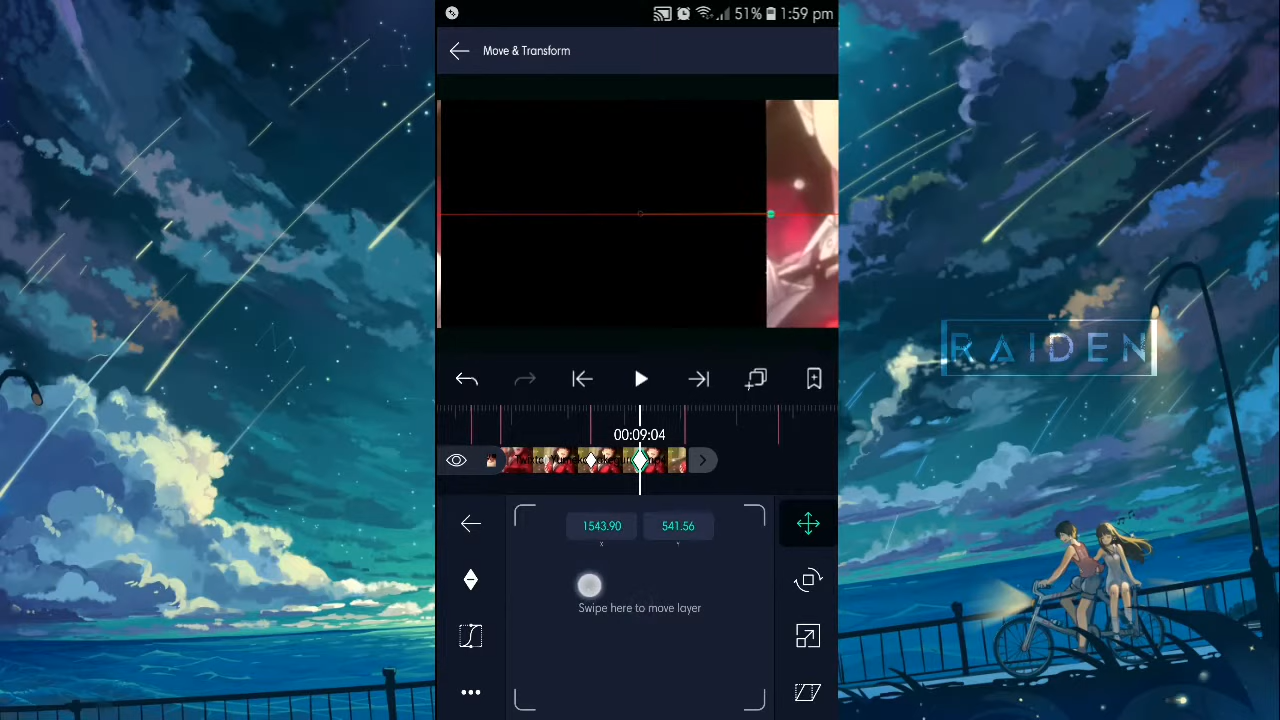 51% 1:59 pm
Move & Transform
RAIDEN
00:09:04
1543.90 541.56
X Y
Swipe here to move layer